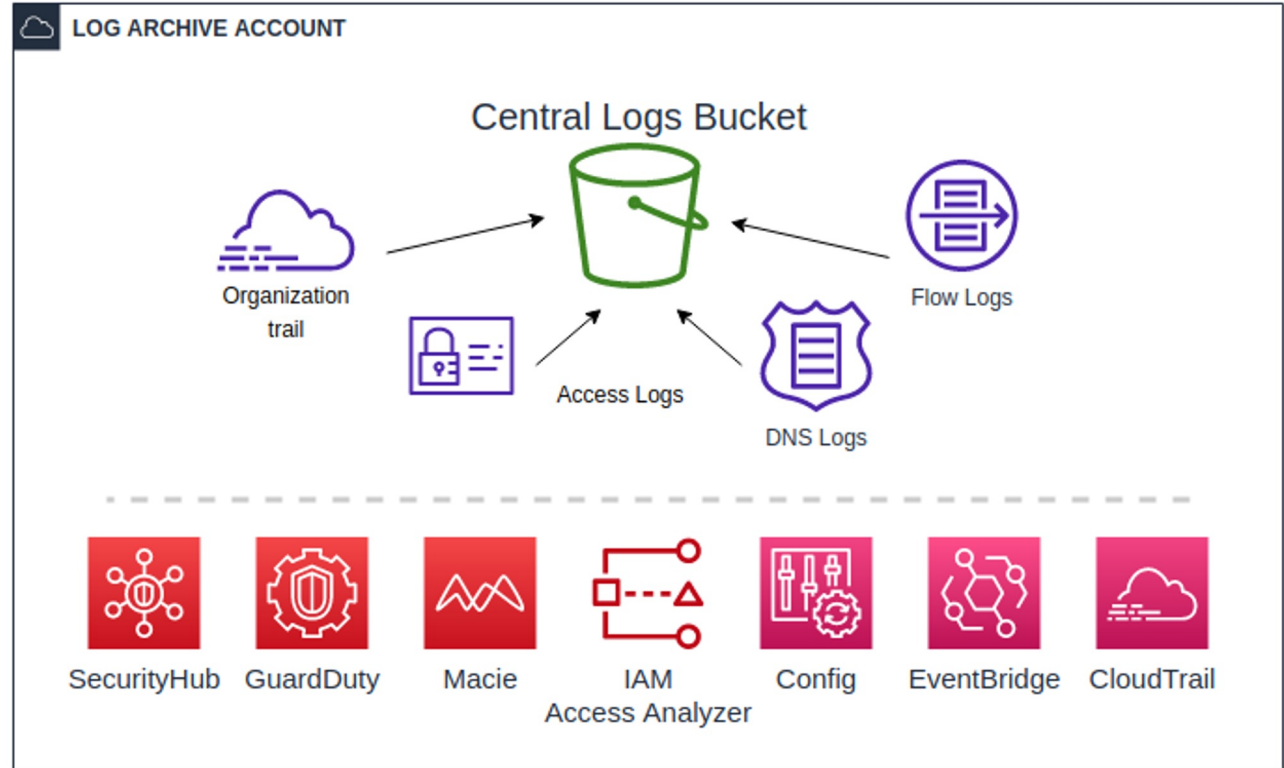 LOG ARCHIVE ACCOUNT
Central Logs Bucket
Organization
trail
Flow Logs
Access Logs
DNS Logs
SecurityHub
GuardDuty
Macie
IAM
Access Analyzer
Config
EventBridge
CloudTrail